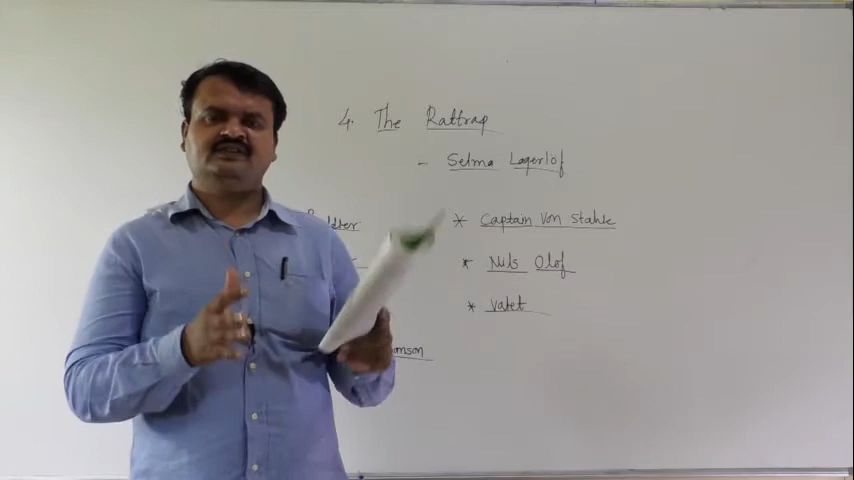 4. The Rattrap
- Selma Lagerlöf
* Captain Von Stahle
* Nils Olof
* Valet